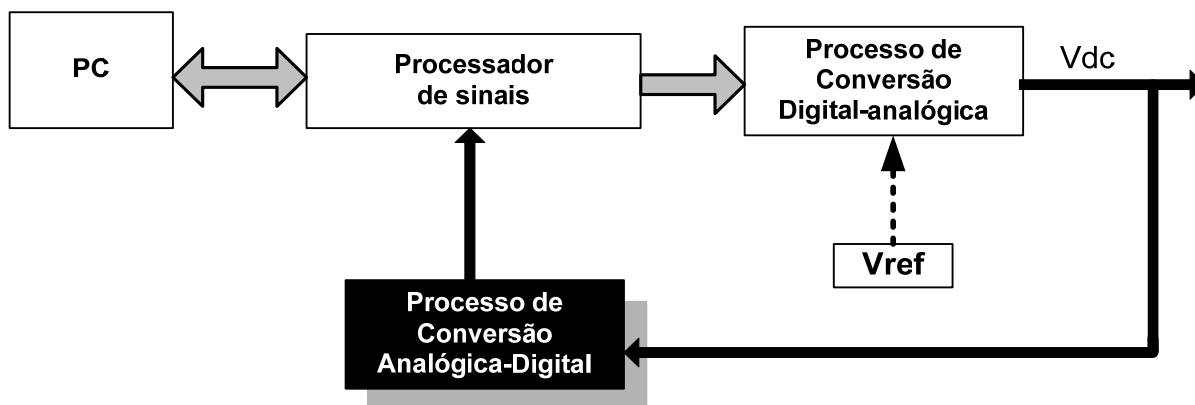 PC
Processador
de sinais
Processo de
Conversão
Digital-analógica
Vdc
Vref
Processo de
Conversão
Analógica-Digital